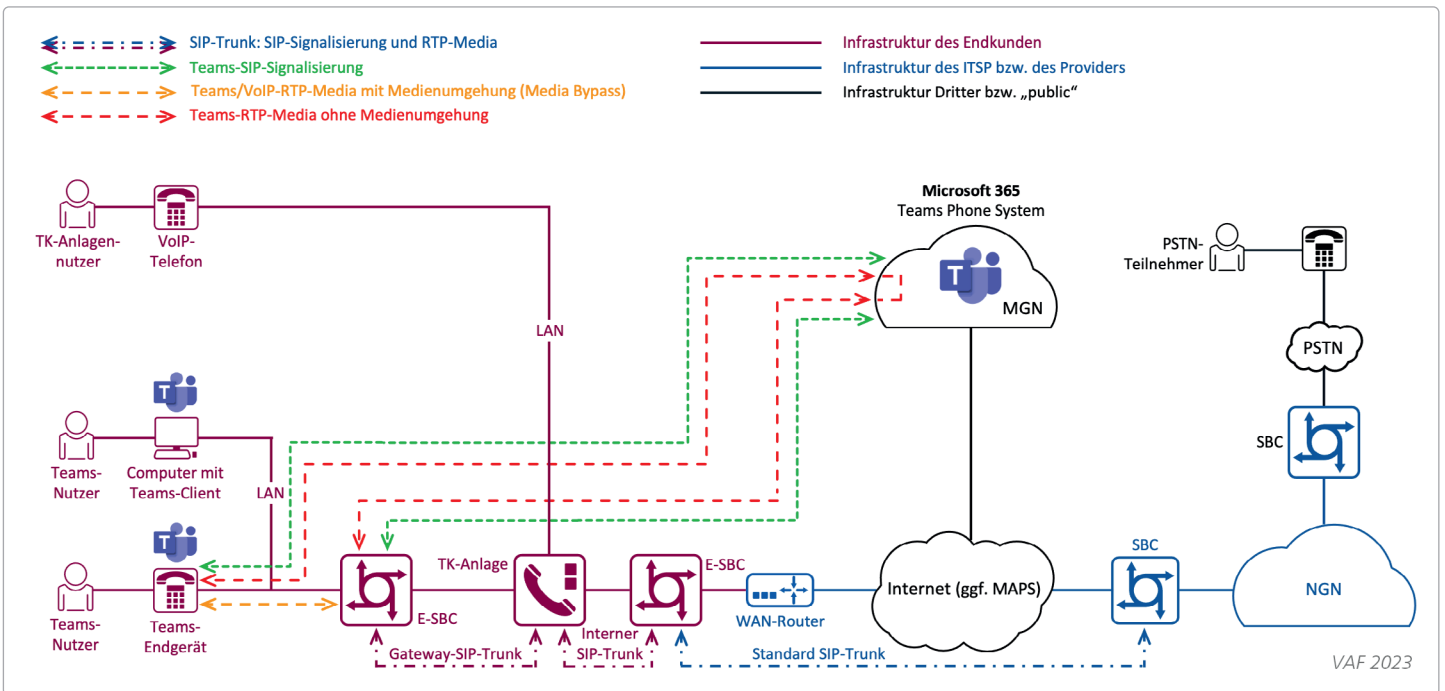 SIP-Trunk: SIP-Signalisierung und RTP-Media
Teams-SIP-Signalisierung
Teams/VoIP-RTP-Media mit Medienumgehung (Media Bypass)
Teams-RTP-Media ohne Medienumgehung
Infrastruktur des Endkunden
Infrastruktur des ITSP bzw. des Providers
Infrastruktur Dritter bzw. „public“
TK-Anlagen-
nutzer
VoIP-
Telefon
LAN
Microsoft 365
Teams Phone System
T
MGN
PSTN-
Teilnehmer
PSTN
SBC
T
Teams-
Nutzer
Computer mit
Teams-Client
LAN
T
Teams-
Nutzer
Teams-
Endgerät
E-SBC
TK-Anlage
E-SBC
WAN-Router
Internet (ggf. MAPS)
SBC
NGN
Gateway-SIP-Trunk
Interner
SIP-Trunk
Standard SIP-Trunk
VAF 2023